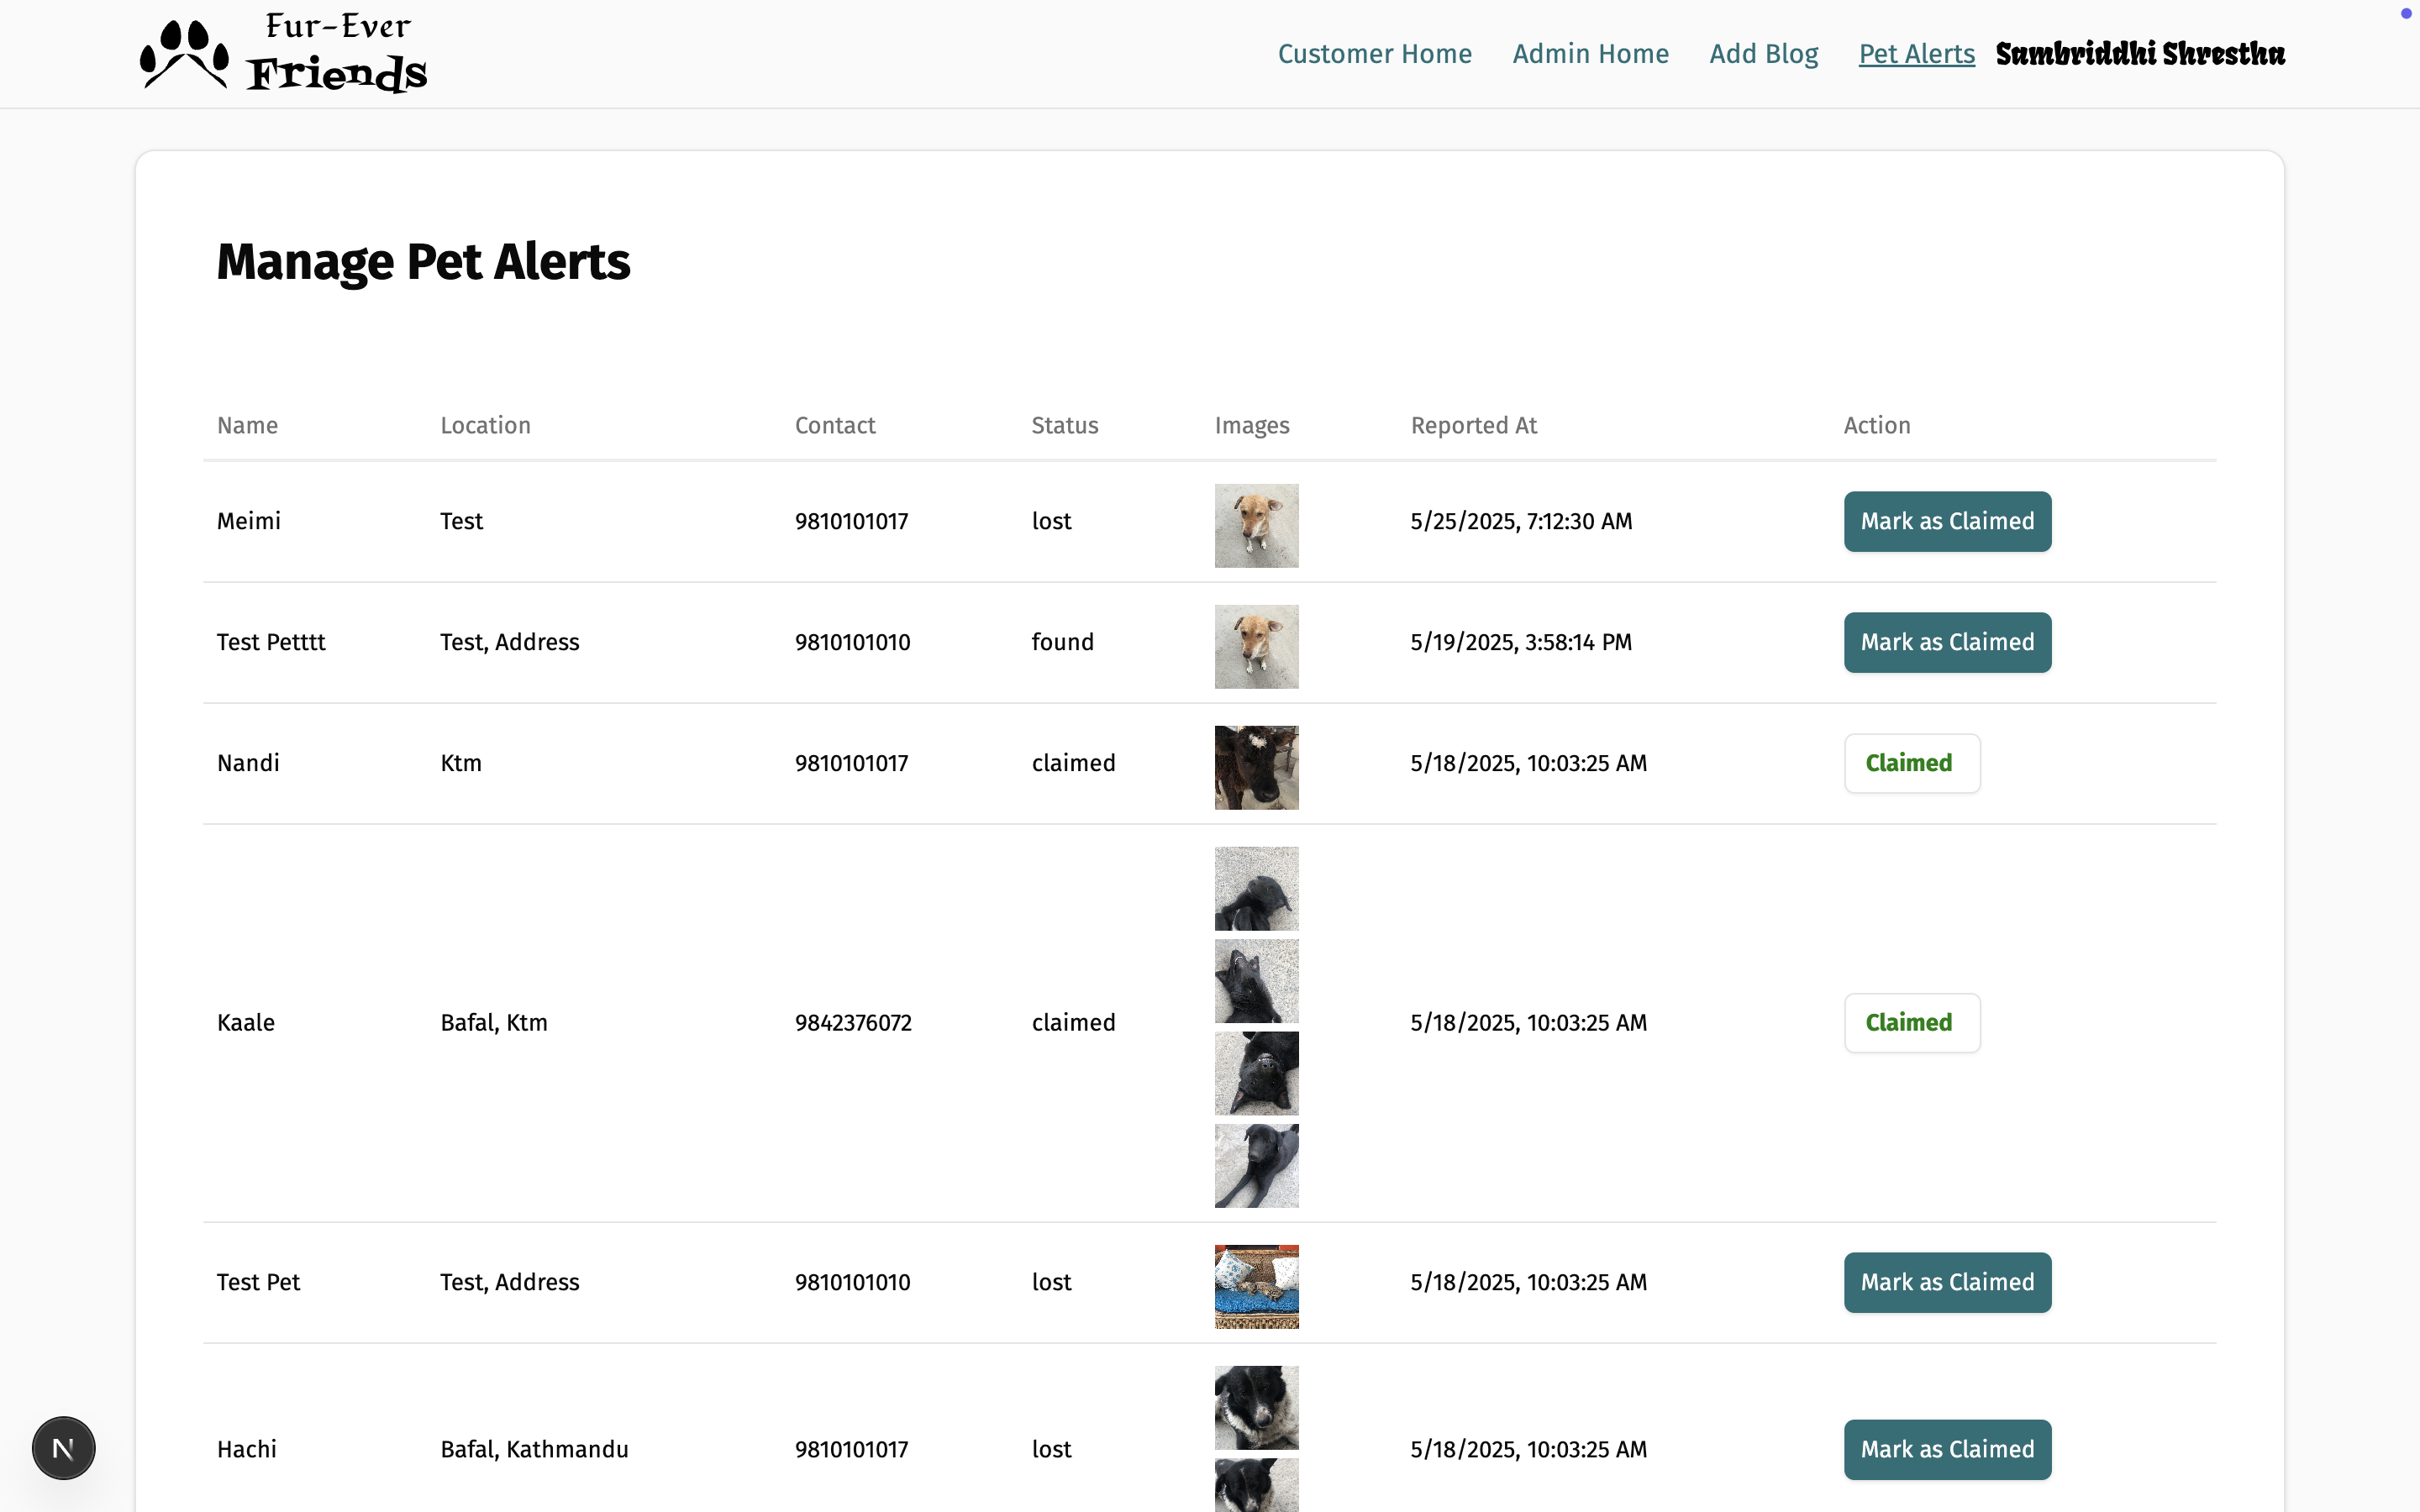 Fur-Ever
Friends
Customer Home Admin Home Add Blog Pet Alerts Sambriddhi Shrestha
Manage Pet Alerts
Name Location Contact Status Images Reported At Action
Meimi Test 9810101017 lost 5/25/2025, 7:12:30 AM Mark as Claimed
Test Petttt Test, Address 9810101010 found 5/19/2025, 3:58:14 PM Mark as Claimed
Nandi Ktm 9810101017 claimed 5/18/2025, 10:03:25 AM Claimed
Kaale Bafal, Ktm 9842376072 claimed 5/18/2025, 10:03:25 AM Claimed
Test Pet Test, Address 9810101010 lost 5/18/2025, 10:03:25 AM Mark as Claimed
Hachi Bafal, Kathmandu 9810101017 lost 5/18/2025, 10:03:25 AM Mark as Claimed
N